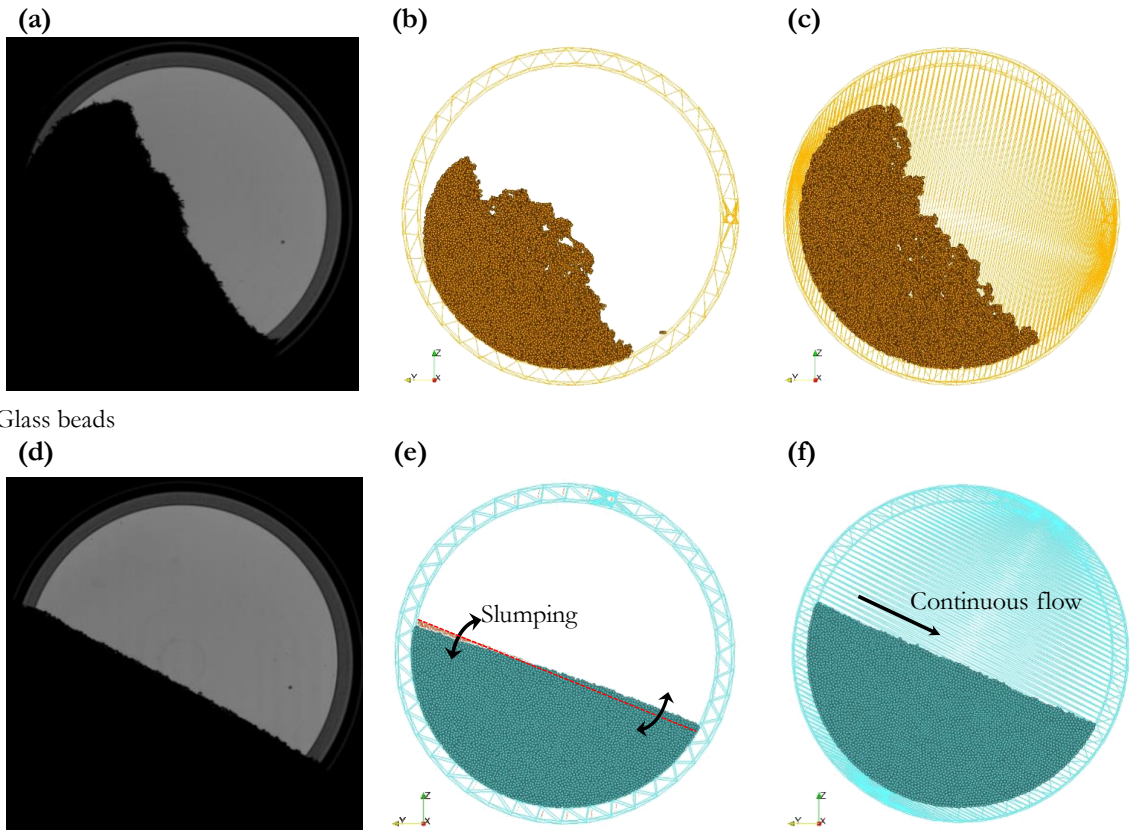 (a)
(b)
(c)
Z
Y
X
Z
Y
X
Glass beads
(d)
(e)
(f)
Slumping
Continuous flow
Z
Y
X
Z
Y
X